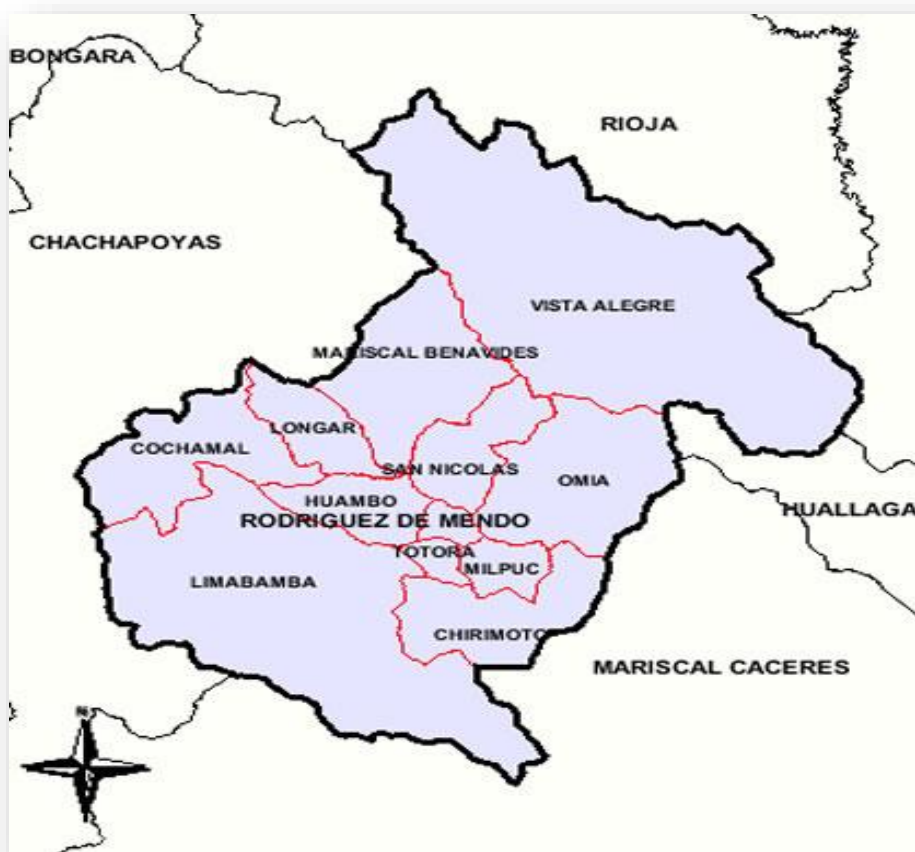 BONGARA
RIOJA
CHACHAPOYAS
VISTA ALEGRE
MARISCAL BENAVIDES
LONGAR
COCHAMAL
SAN NICOLAS
OMIA
HUAMBO
HUALLAGA
RODRIGUEZ DE MENDO
TOTORA
MILPUC
LIMABAMBA
CHIRIMOTO
MARISCAL CACERES
N